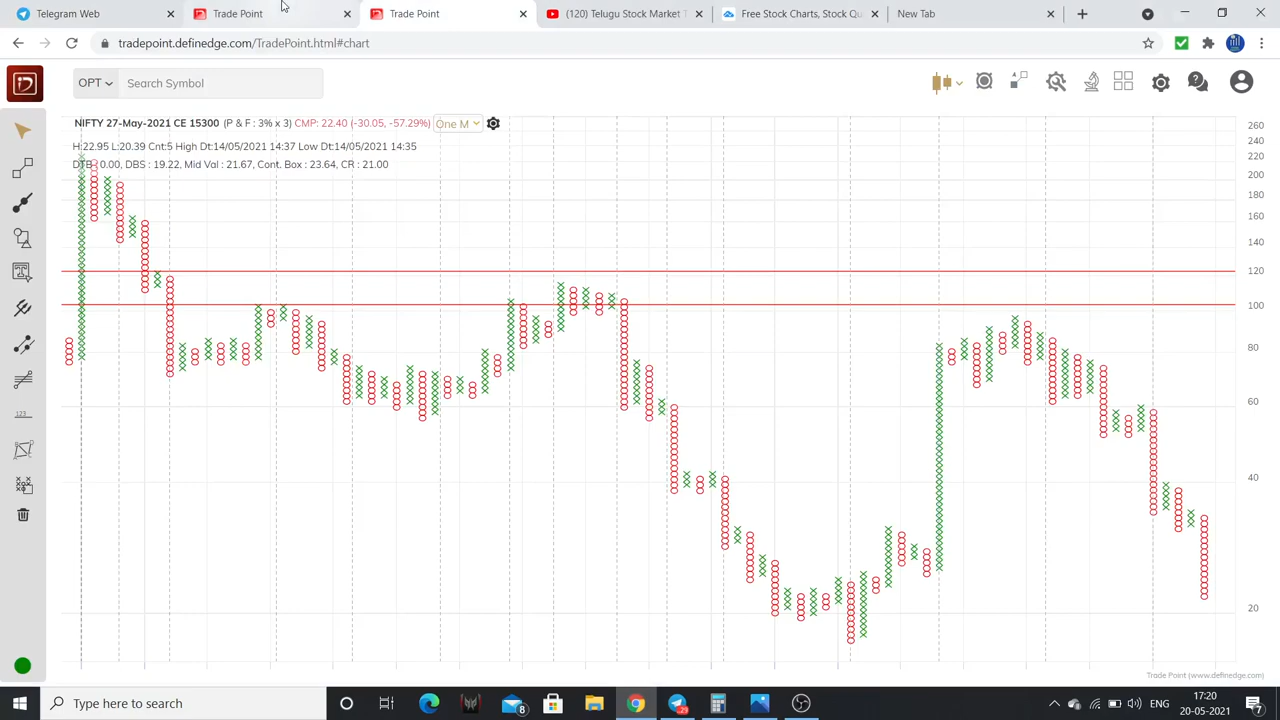 Telegram Web
Trade Point
Trade Point
(120) Telugu Stock Market T
Free Stock Charts, Stock Qu
New Tab
tradepoint.definedge.com/TradePoint.html#chart
OPT
Search Symbol
NIFTY 27-May-2021 CE 15300 (P & F : 3% x 3) CMP: 22.40 (-30.05, -57.29%) One M
H:22.95 L:20.39 Cnt:5 High Dt:14/05/2021 14:37 Low Dt:14/05/2021 14:35
DTB : 0.00, DBS : 19.22, Mid Val : 21.67, Cont. Box : 23.64, CR : 21.00
260
240
220
200
180
160
140
120
100
80
60
40
20
123
Trade Point (www.definedge.com)
Type here to search
8
29
ENG
17:20
20-05-2021
7